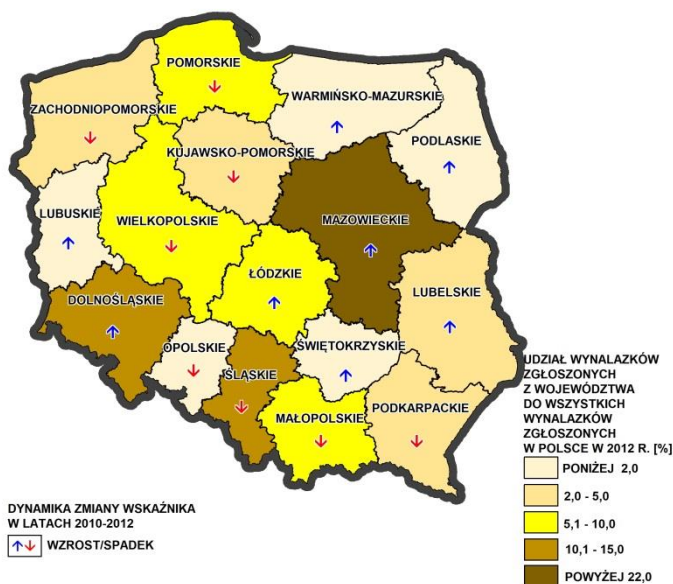 POMORSKIE
WARMIŃSKO-MAZURSKIE
ZACHODNIOPOMORSKIE
PODLASKIE
KUJAWSKO-POMORSKIE
LUBUSKIE
WIELKOPOLSKIE
MAZOWIECKIE
ŁÓDZKIE
LUBELSKIE
DOLNOŚLĄSKIE
OPOLSKIE
ŚWIĘTOKRZYSKIE
ŚLĄSKIE
MAŁOPOLSKIE
PODKARPACKIE
UDZIAŁ WYNALAZKÓW
ZGŁOSZONYCH
Z WOJEWÓDZTWA
DO WSZYSTKICH
WYNALAZKÓW
ZGŁOSZONYCH
W POLSCE W 2012 R. [%]
PONIŻEJ 2,0
2,0 - 5,0
5,1 - 10,0
10,1 - 15,0
POWYŻEJ 22,0
DYNAMIKA ZMIANY WSKAŹNIKA
W LATACH 2010-2012
WZROST/SPADEK